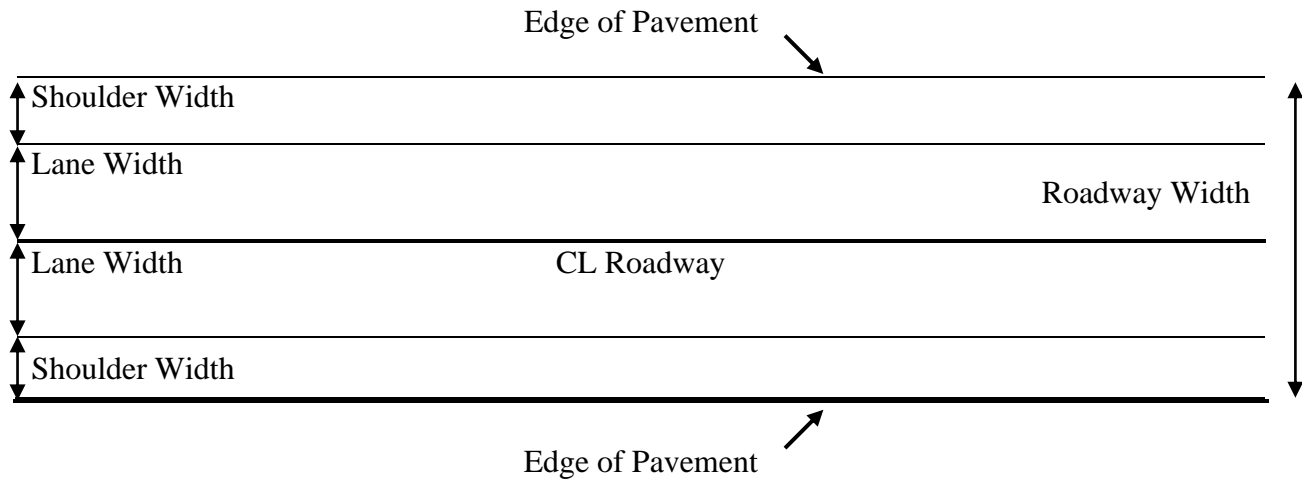 Edge of Pavement
Shoulder Width
Lane Width
Roadway Width
Lane Width
CL Roadway
Shoulder Width
Edge of Pavement